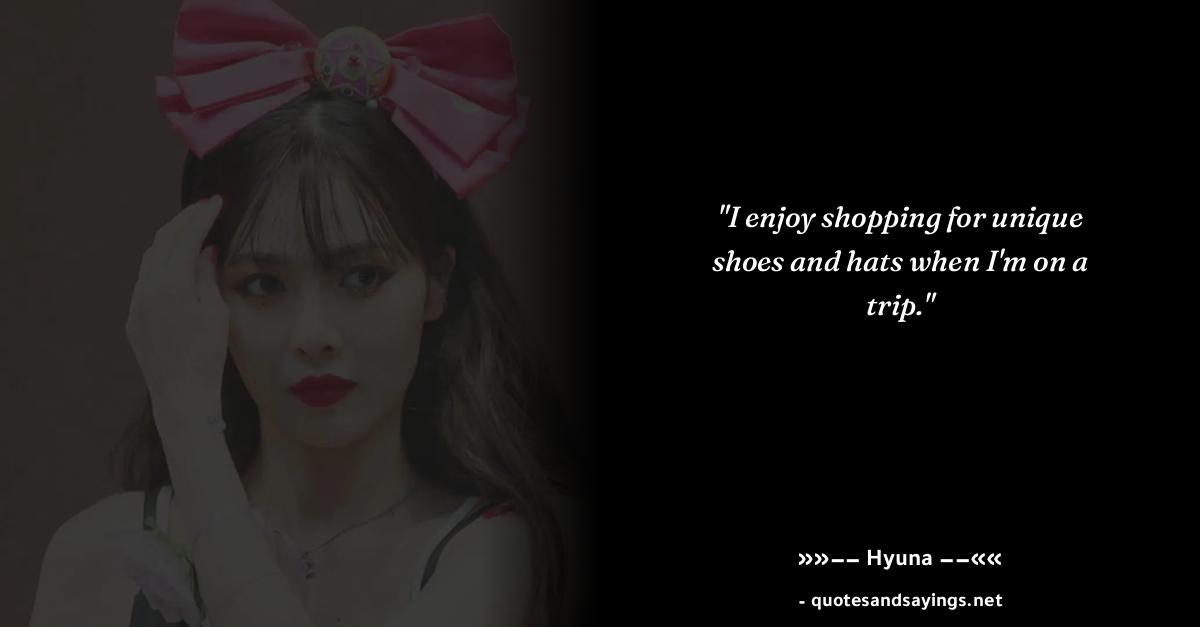 "I enjoy shopping for unique
shoes and hats when I'm on a
trip."
»»–– Hyuna ––««
- quotesandsayings.net